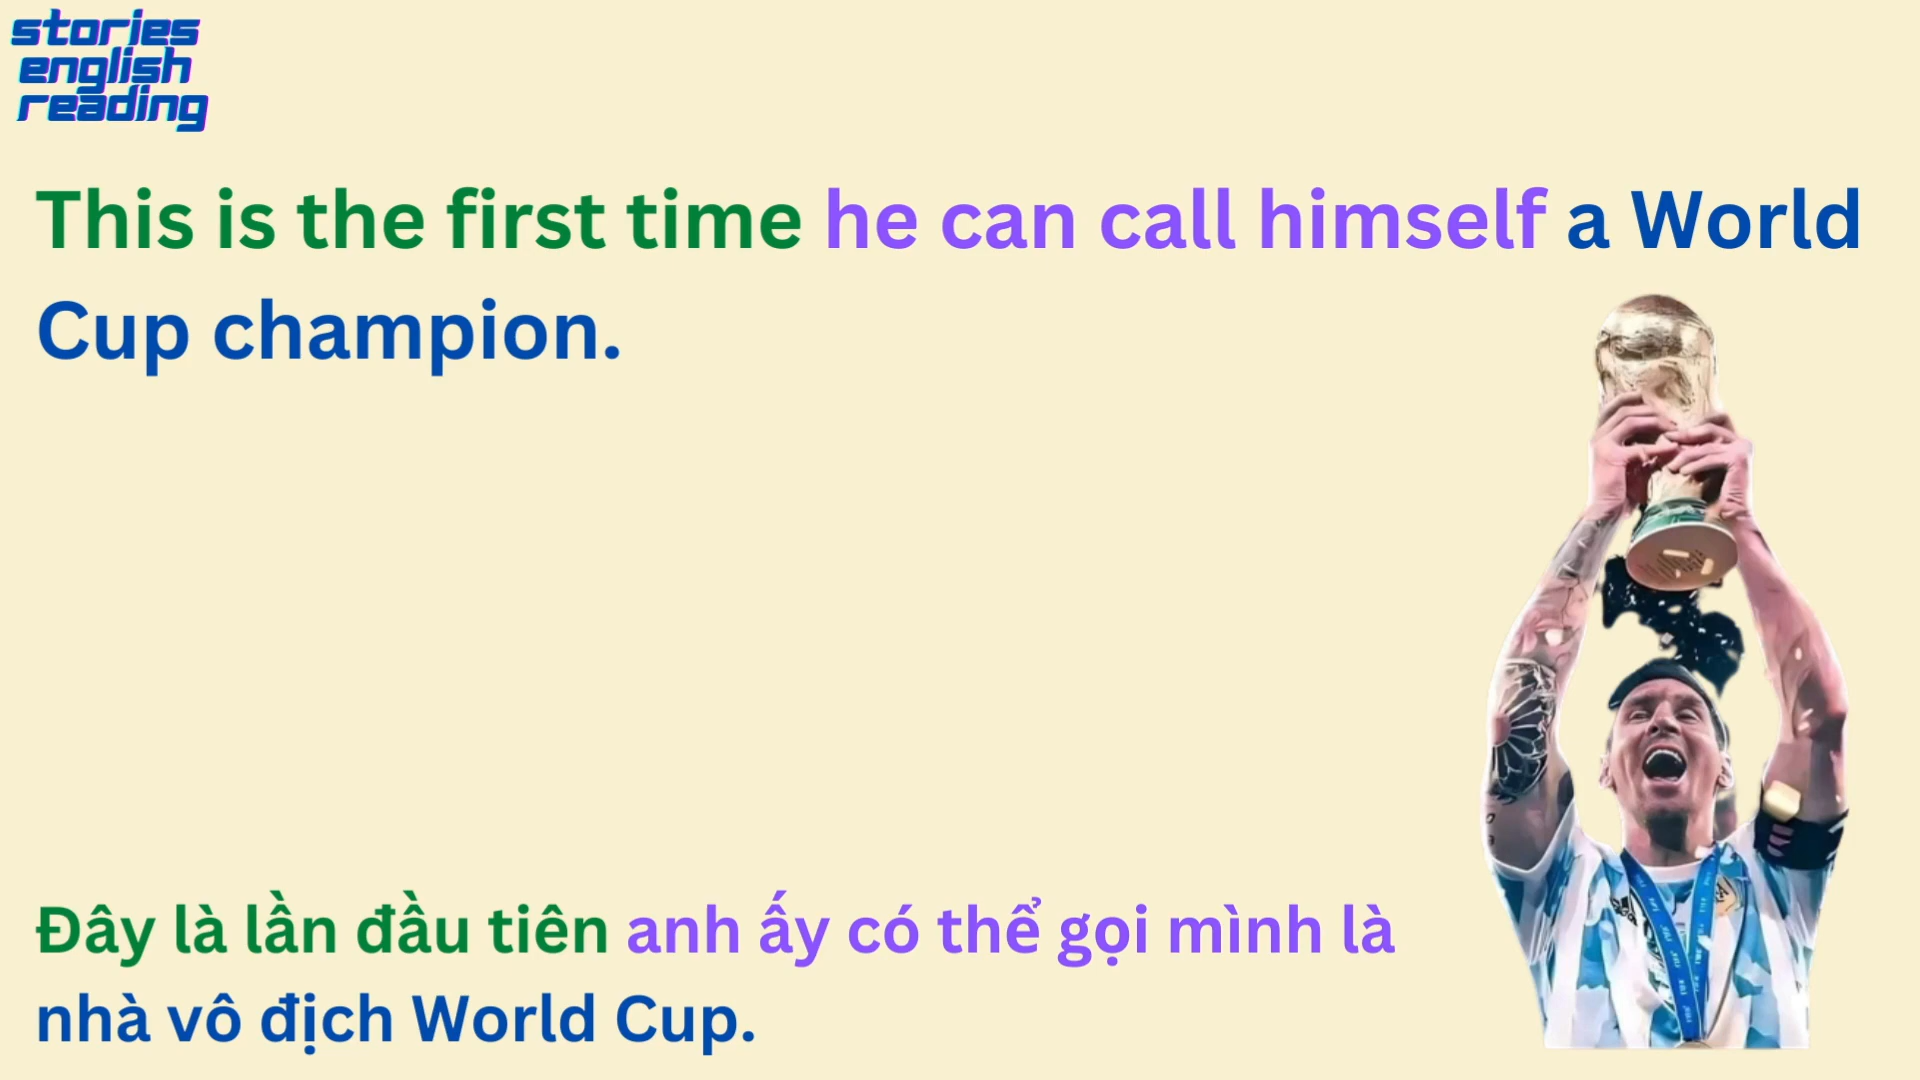 stories
english
reading
This is the first time he can call himself a World
Cup champion.
Đây là lần đầu tiên anh ấy có thể gọi mình là
nhà vô địch World Cup.